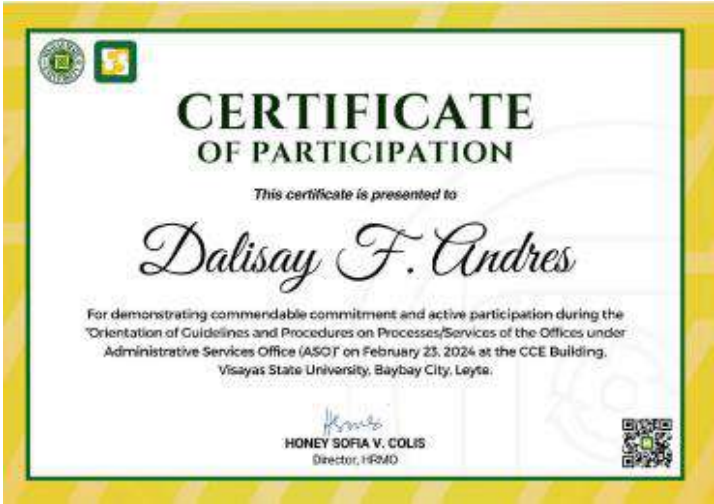 CERTIFICATE
OF PARTICIPATION
This certificate is presented to
Dalisay F. Andres
For demonstrating commendable commitment and active participation during the
"Orientation of Guidelines and Procedures on Processes/Services of the Offices under
Administrative Services Office (ASO)" on February 23, 2024 at the CCE Building,
Visayas State University, Baybay City, Leyte.
HONEY SOFIA V. COLIS
Director, HRMO